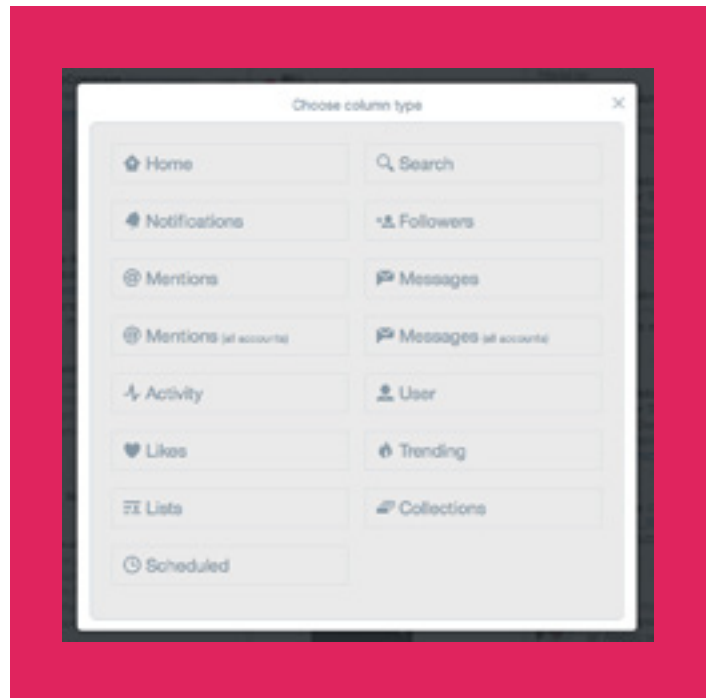 Choose column type
Home
Search
Notifications
Followers
@ Mentions
Messages
@ Mentions (all accounts)
Messages (all accounts)
Activity
User
Likes
Trending
Lists
Collections
Scheduled